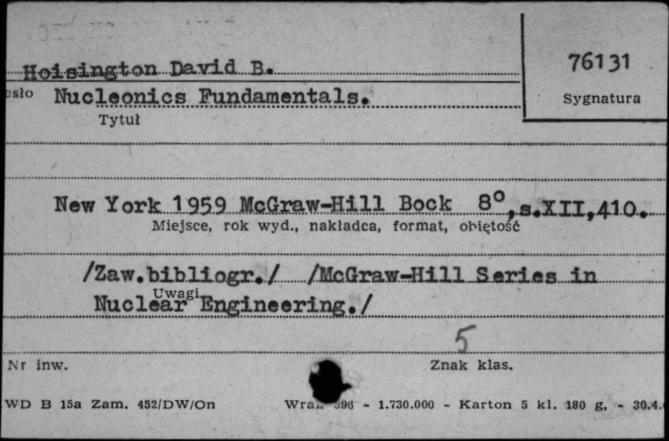 Hoisington David B.
76131
Sygnatura
Nucleonics Fundamentals.
Tytuł
New York 1959 McGraw-Hill Bock 8°, s.XII,410.
Miejsce, rok wyd., nakładca, format, objętość
/Zaw.bibliogr./ /McGraw-Hill Series in
Uwagi
Nuclear Engineering./
5
Nr inw.
Znak klas.
WD B 15a Zam. 452/DW/On - 1.730.000 - Karton 5 kl. 180 g. - 30.4.